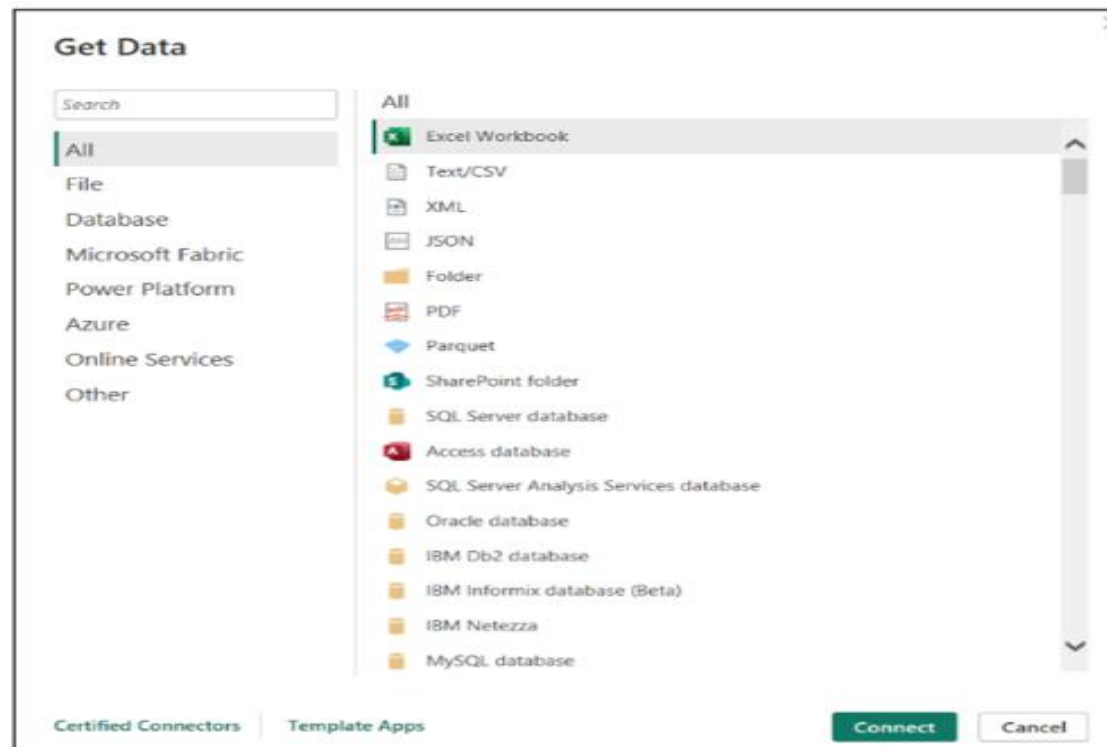 Get Data
Search
All
File
Database
Microsoft Fabric
Power Platform
Azure
Online Services
Other
All
Excel Workbook
Text/CSV
XML
JSON
Folder
PDF
Parquet
SharePoint folder
SQL Server database
Access database
SQL Server Analysis Services database
Oracle database
IBM Db2 database
IBM Informix database (Beta)
IBM Netezza
MySQL database
Certified Connectors
Template Apps
Connect
Cancel